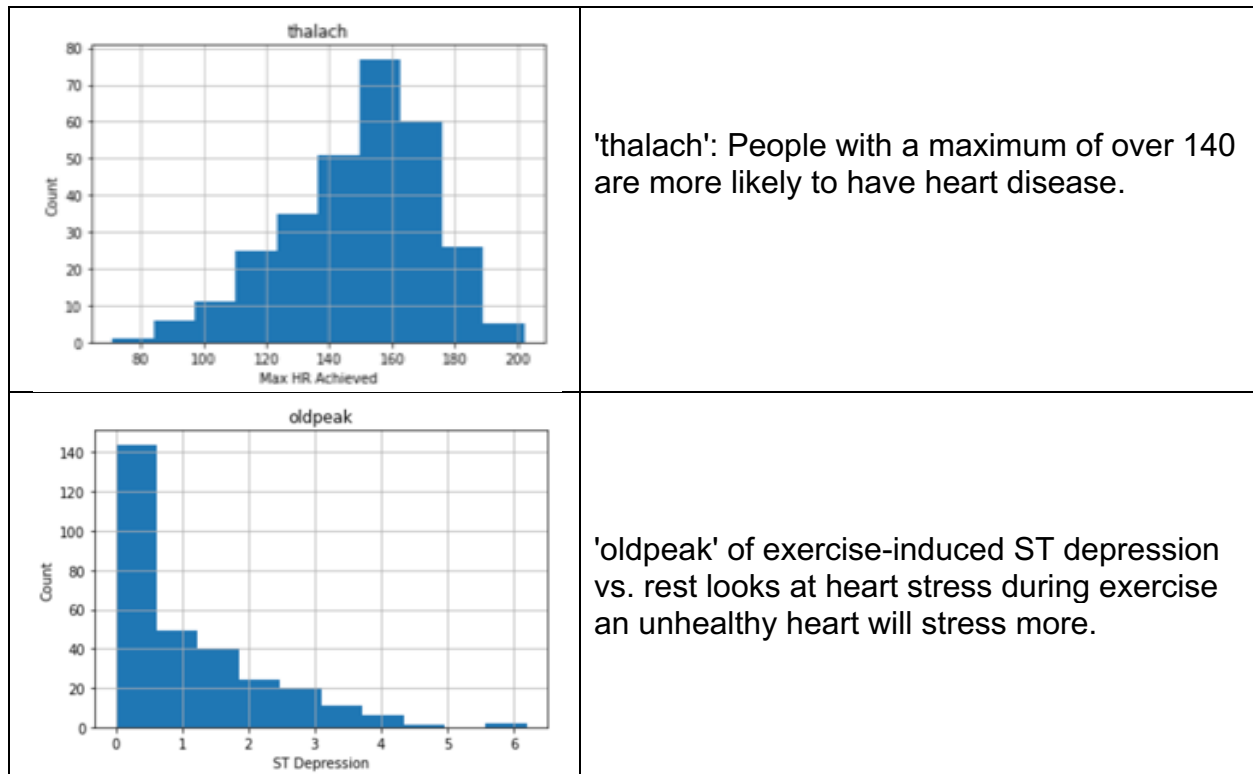 thalach
80
70
60
50
40
30
20
10
0
Count
80 100 120 140 160 180 200
Max HR Achieved
'thalach': People with a maximum of over 140
are more likely to have heart disease.
oldpeak
140
120
100
80
60
40
20
0
Count
0 1 2 3 4 5 6
ST Depression
'oldpeak' of exercise-induced ST depression
vs. rest looks at heart stress during exercise
an unhealthy heart will stress more.